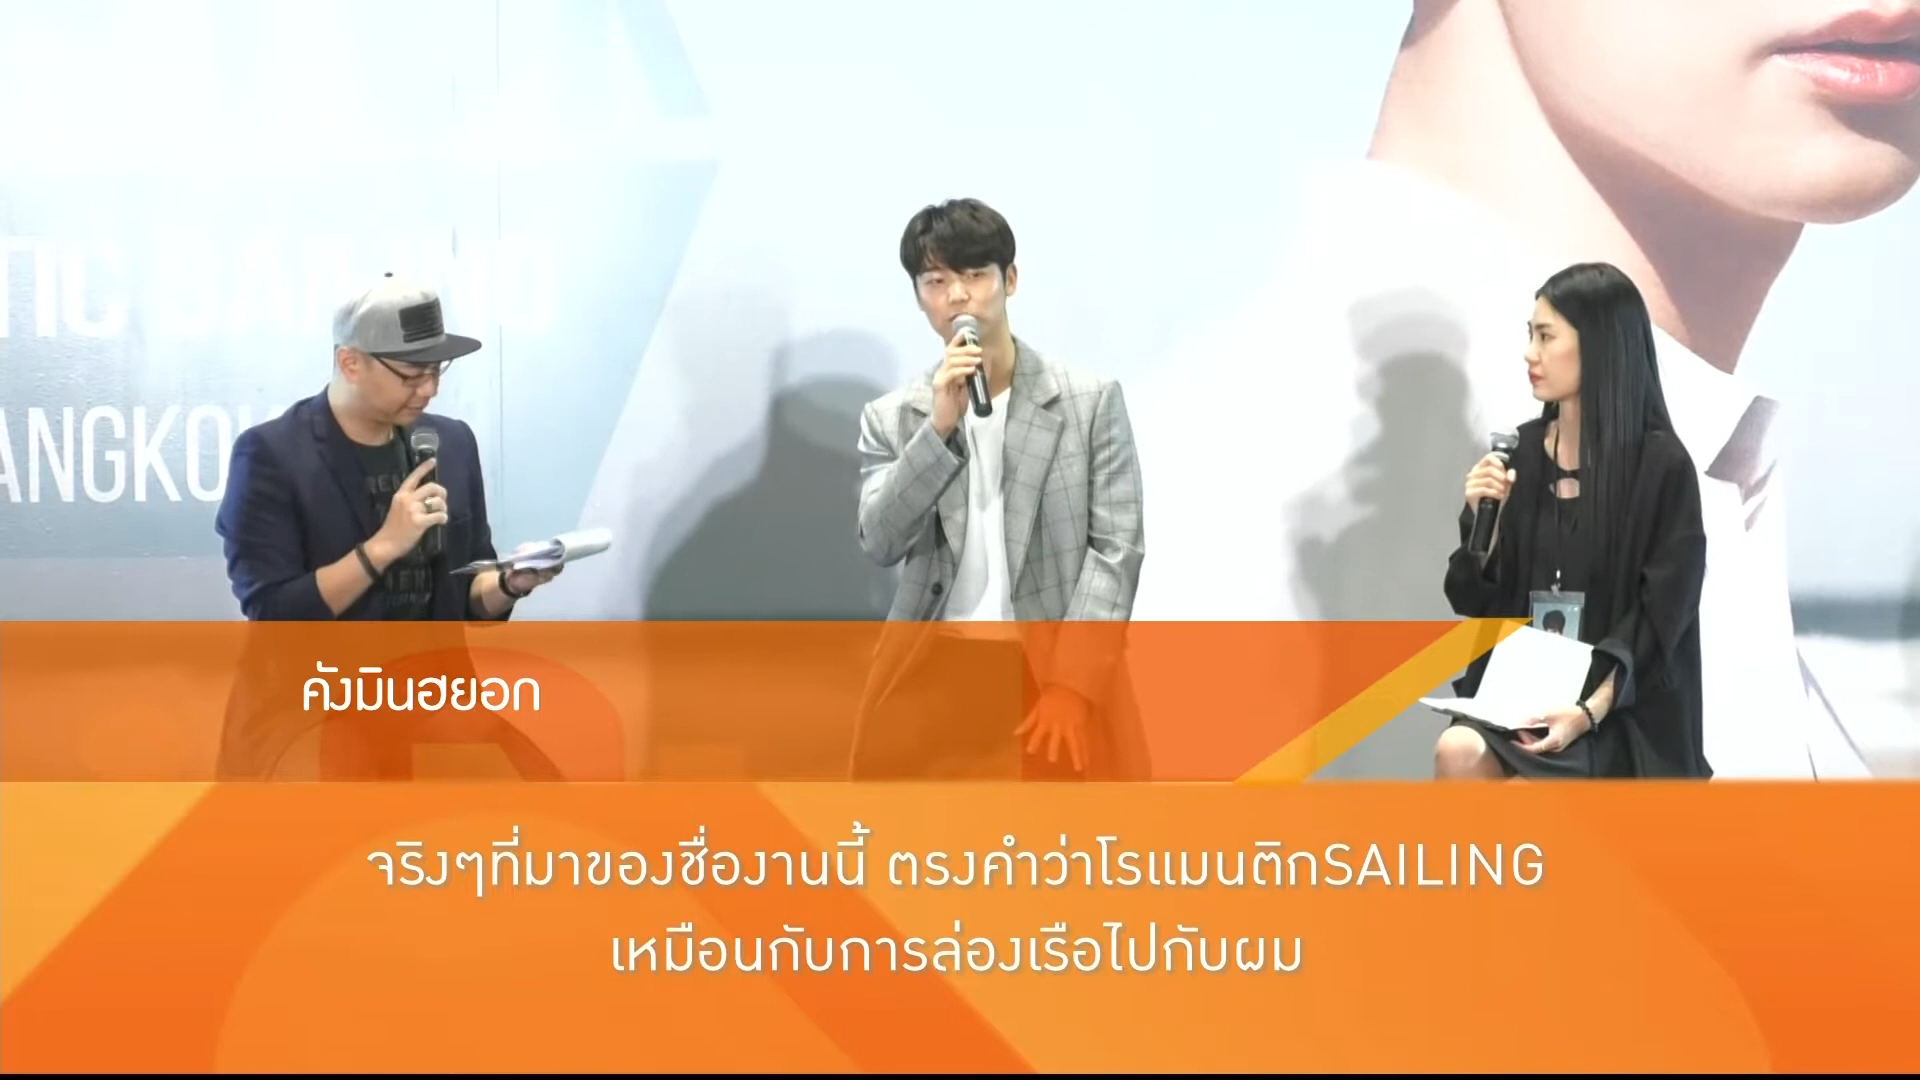 TIC SAILING
ANGKO
คังมินฮยอก
จริงๆที่มาของชื่องานนี้ ตรงคำว่าโรแมนติกSAILING
เหมือนกับการล่องเรือไปกับผม